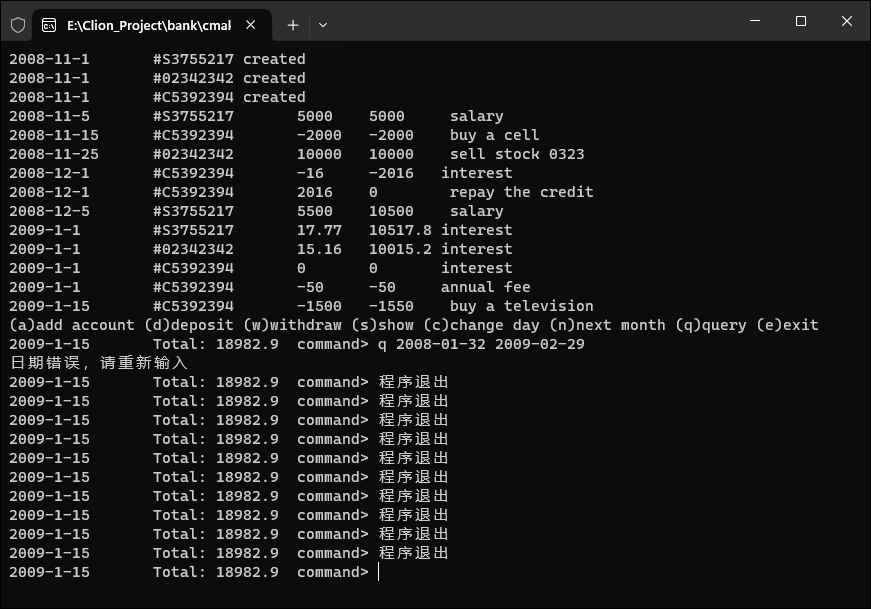 E:\Clion_Project\bank\cmal
2008-11-1 #S3755217 created
2008-11-1 #02342342 created
2008-11-1 #C5392394 created
2008-11-5 #S3755217 5000 5000 salary
2008-11-15 #C5392394 -2000 -2000 buy a cell
2008-11-25 #02342342 10000 10000 sell stock 0323
2008-12-1 #C5392394 -16 -2016 interest
2008-12-1 #C5392394 2016 0 repay the credit
2008-12-5 #S3755217 5500 10500 salary
2009-1-1 #S3755217 17.77 10517.8 interest
2009-1-1 #02342342 15.16 10015.2 interest
2009-1-1 #C5392394 0 0 interest
2009-1-1 #C5392394 -50 -50 annual fee
2009-1-15 #C5392394 -1500 -1550 buy a television
(a)add account (d)deposit (w)withdraw (s)show (c)change day (n)next month (q)query (e)exit
2009-1-15 Total: 18982.9 command> q 2008-01-32 2009-02-29
日期错误，请重新输入
2009-1-15 Total: 18982.9 command> 程序退出
2009-1-15 Total: 18982.9 command> 程序退出
2009-1-15 Total: 18982.9 command> 程序退出
2009-1-15 Total: 18982.9 command> 程序退出
2009-1-15 Total: 18982.9 command> 程序退出
2009-1-15 Total: 18982.9 command> 程序退出
2009-1-15 Total: 18982.9 command> 程序退出
2009-1-15 Total: 18982.9 command> 程序退出
2009-1-15 Total: 18982.9 command> 程序退出
2009-1-15 Total: 18982.9 command> 程序退出
2009-1-15 Total: 18982.9 command>